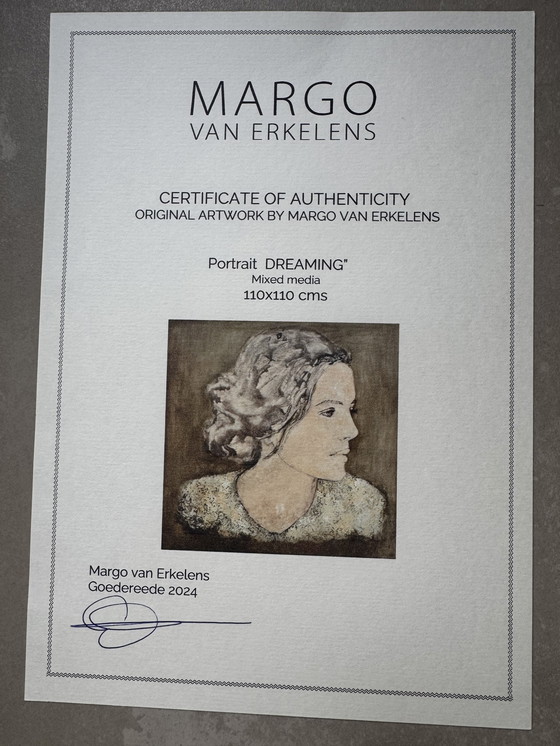 MARGO
VAN ERKELENS
CERTIFICATE OF AUTHENTICITY
ORIGINAL ARTWORK BY MARGO VAN ERKELENS
Portrait DREAMING"
Mixed media
110x110 cms
Margo van Erkelens
Goedereede 2024